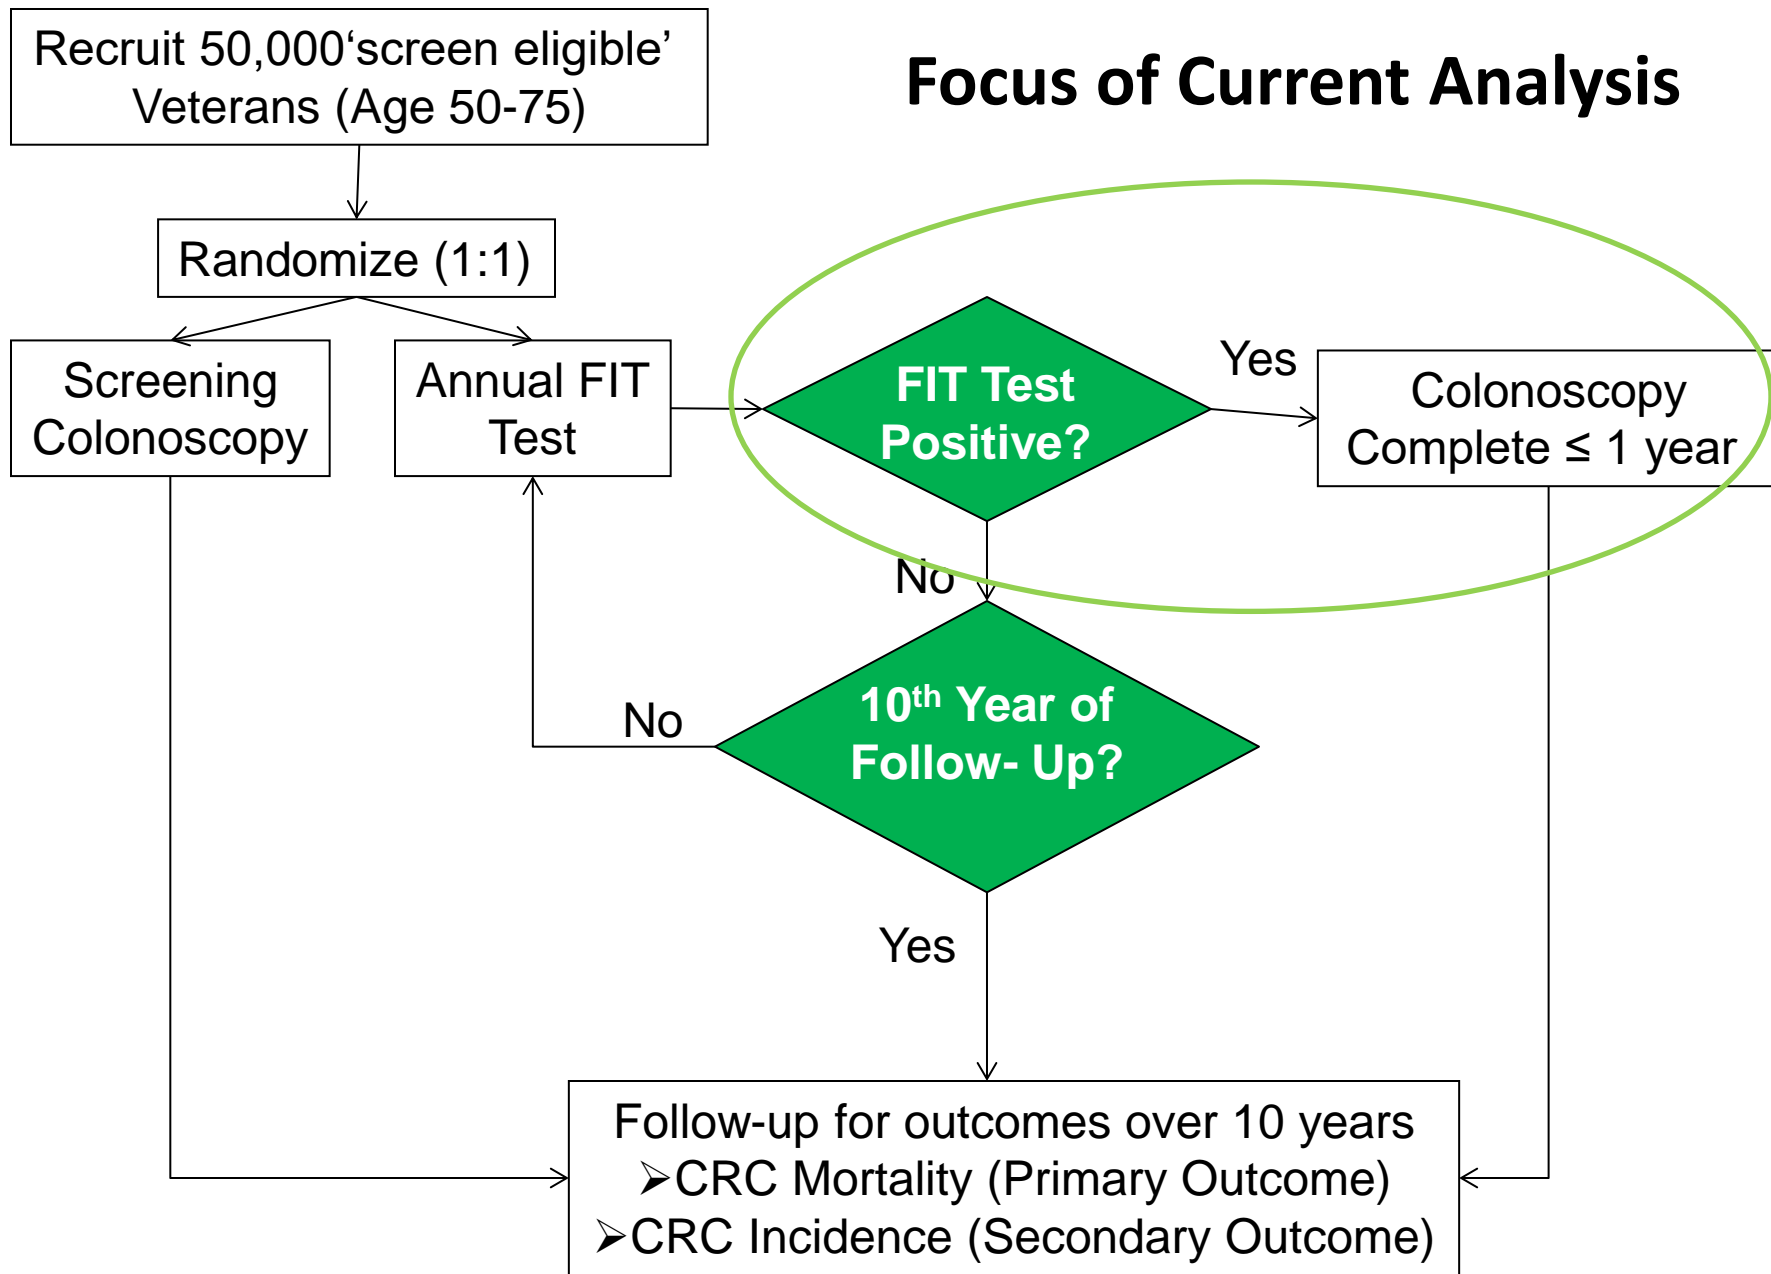 Recruit 50,000‘screen eligible’
Veterans (Age 50-75)
Focus of Current Analysis
Randomize (1:1)
Screening
Colonoscopy
Annual FIT
Test
FIT Test
Positive?
Yes
Colonoscopy
Complete ≤ 1 year
No
10th Year of
Follow- Up?
No
Yes
Follow-up for outcomes over 10 years
➢CRC Mortality (Primary Outcome)
➢CRC Incidence (Secondary Outcome)